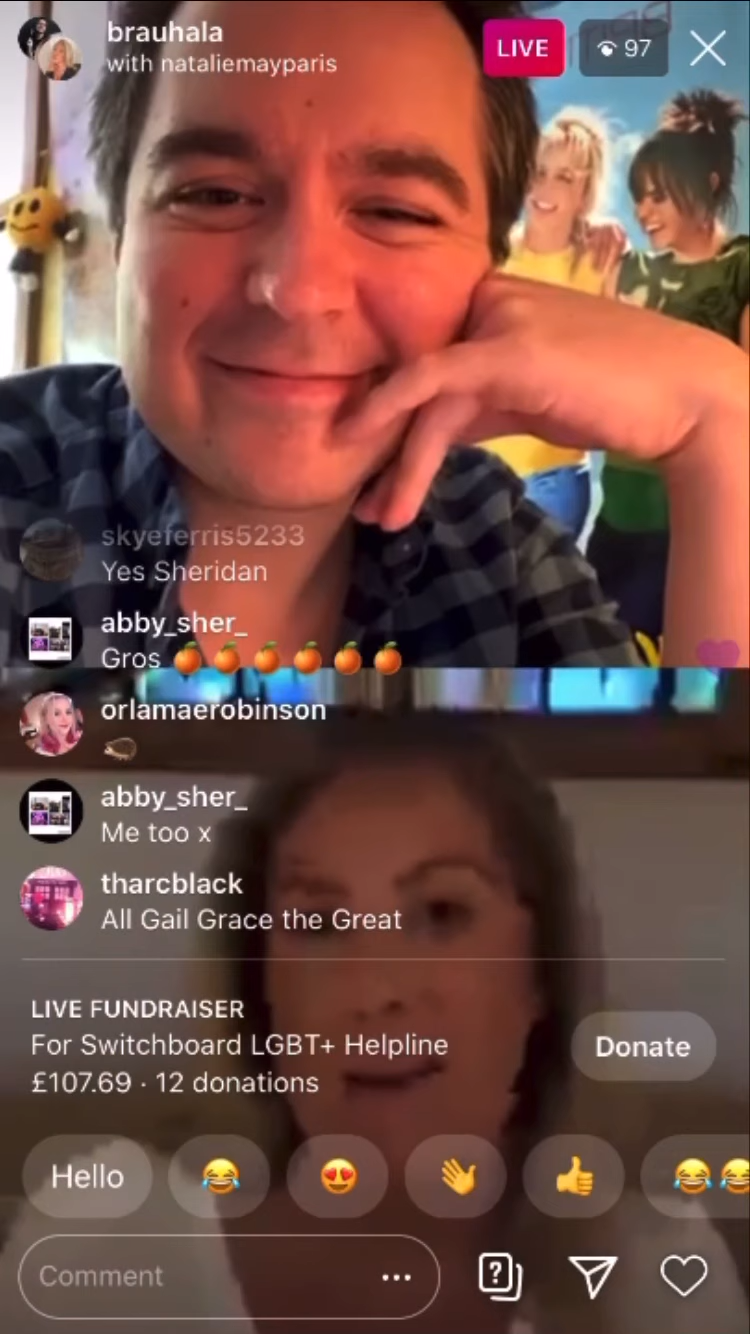 brauhala
with nataliemayparis
LIVE
97
skyeferris5233
Yes Sheridan
abby_sher_
Gros 🍊🍊🍊🍊🍊🍊
orlamaerobinson
🦔
abby_sher_
Me too x
tharcblack
All Gail Grace the Great
LIVE FUNDRAISER
For Switchboard LGBT+ Helpline
£107.69 · 12 donations
Donate
Hello 😂 😍 👋 👍 😂😂
Comment